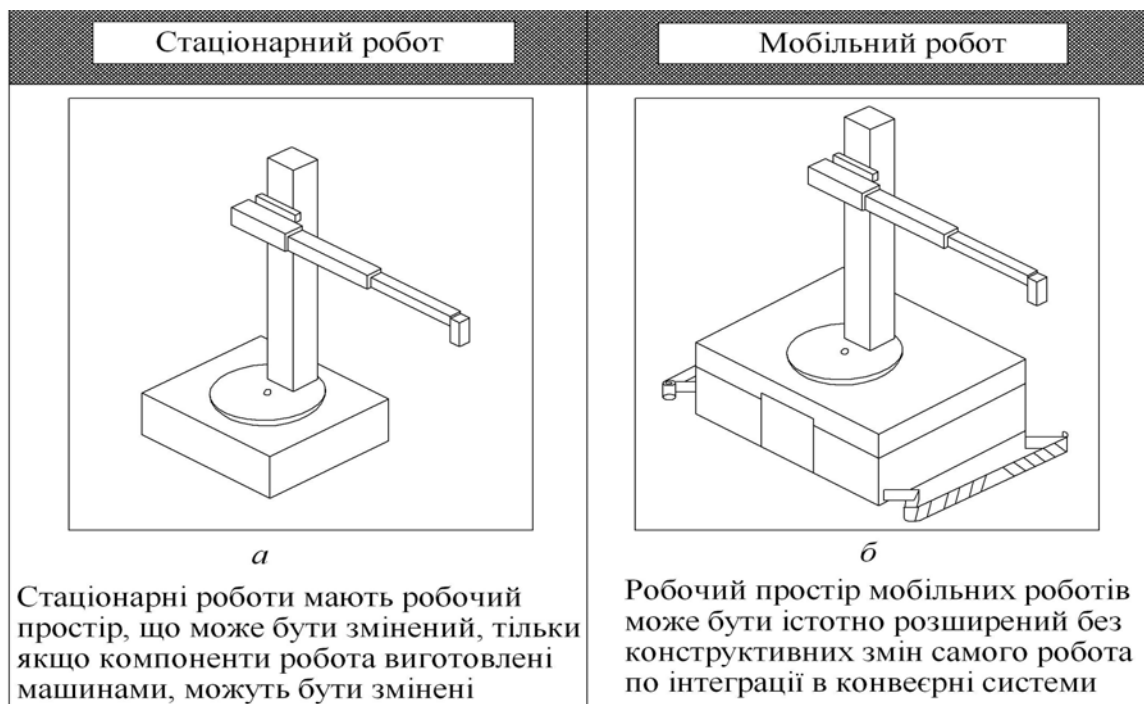 Стаціонарний робот
Мобільний робот
а
Стаціонарні роботи мають робочий
простір, що може бути змінений, тільки
якщо компоненти робота виготовлені
машинами, можуть бути змінені
б
Робочий простір мобільних роботів
може бути істотно розширений без
конструктивних змін самого робота
по інтеграції в конвеєрні системи